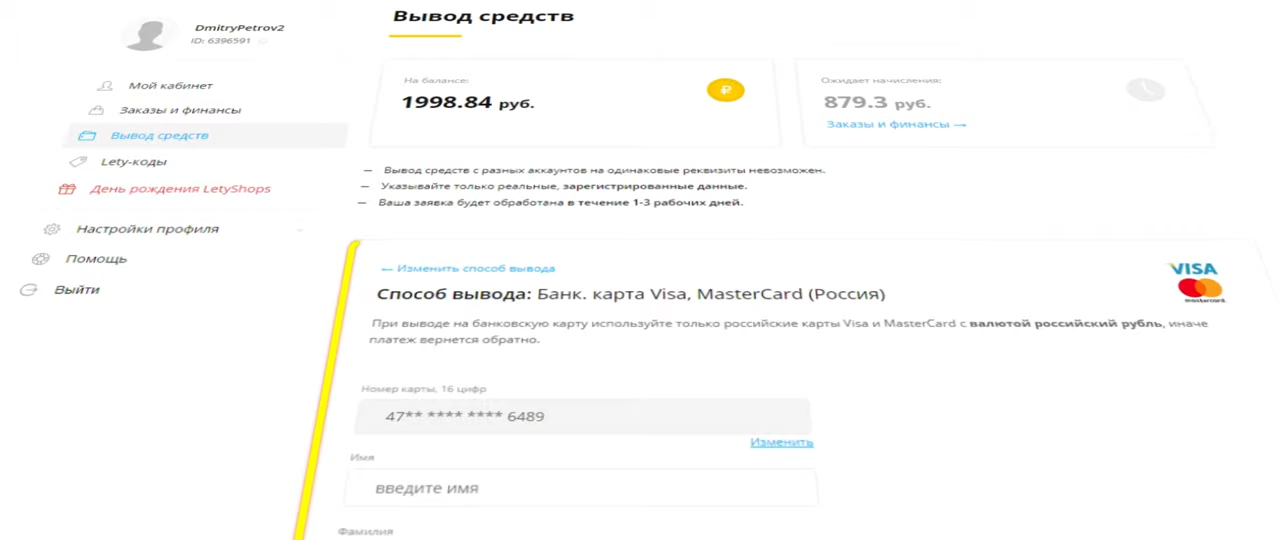 DmitryPetrov2
ID: 6396591
Мой кабинет
Заказы и финансы
Вывод средств
Lety-коды
День рождения LetyShops
Настройки профиля
Помощь
Выйти
Вывод средств
На балансе:
1998.84 руб.
₽
Ожидает начисления:
879.3 руб.
Заказы и финансы →
— Вывод средств с разных аккаунтов на одинаковые реквизиты невозможен.
— Указывайте только реальные, зарегистрированные данные.
— Ваша заявка будет обработана в течение 1-3 рабочих дней.
← Изменить способ вывода
VISA
mastercard.
Способ вывода: Банк. карта Visa, MasterCard (Россия)
При выводе на банковскую карту используйте только российские карты Visa и MasterCard с валютой российский рубль, иначе
платеж вернется обратно.
Номер карты, 16 цифр
47** **** **** 6489
Изменить
Имя
введите имя
Фамилия